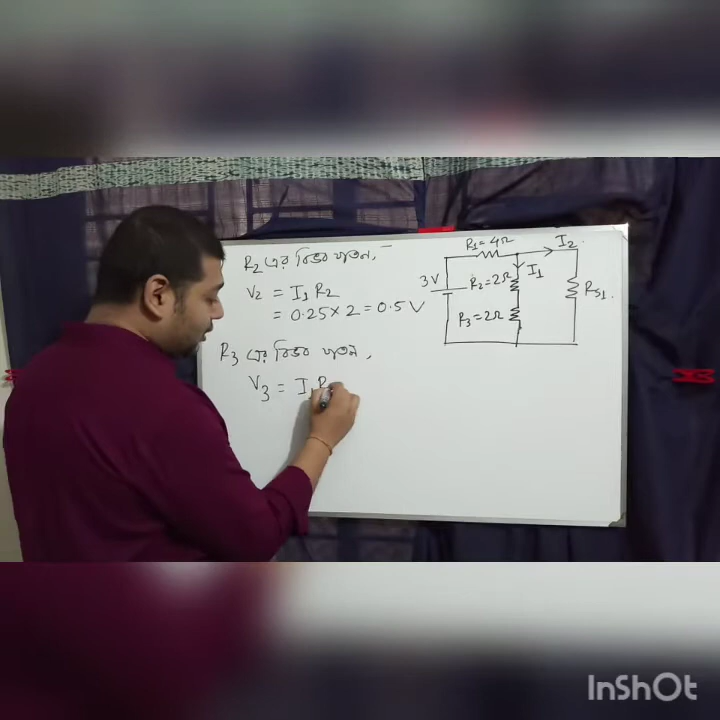 R₂ এর বিভব পতন,
V₂ = I₁ R₂
= 0.25 × 2 = 0.5 V
R₃ এর বিভব পতন,
V₃ = I₁ R
R₁ = 4Ω
I₂
3V
R₂ = 2Ω
I₁
R₃ = 2Ω
RS₁
InShOt